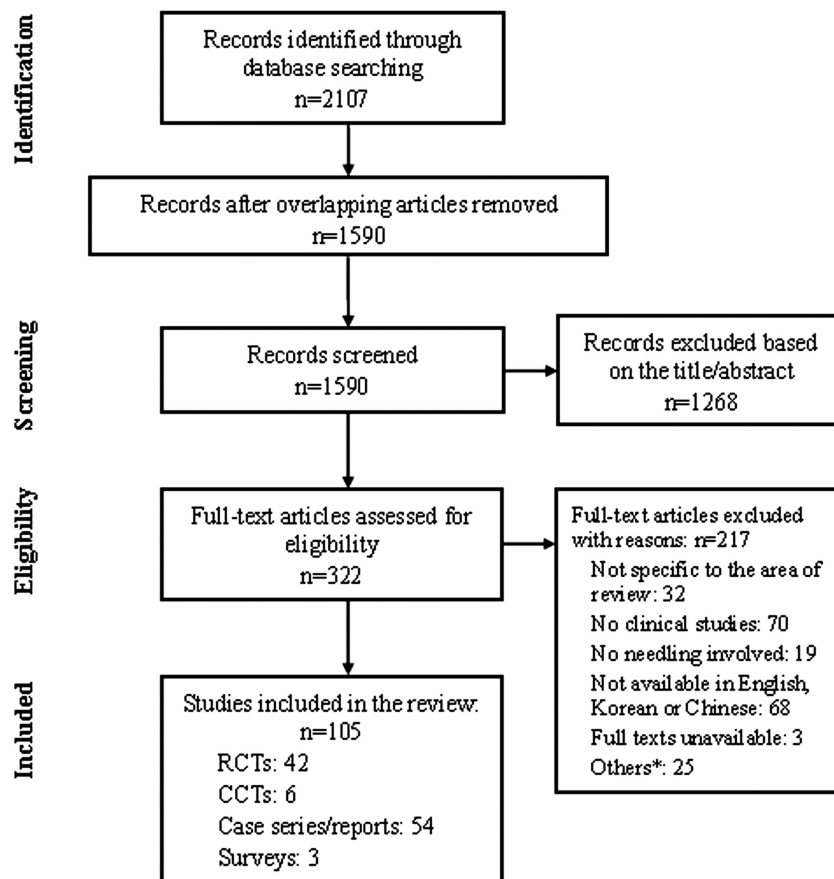 Identification
Records identified through
database searching
n=2107
Records after overlapping articles removed
n=1590
Screening
Records screened
n=1590
Records excluded based
on the title/abstract
n=1268
Eligibility
Full-text articles assessed for
eligibility
n=322
Full-text articles excluded
with reasons: n=217
Not specific to the area of
review: 32
No clinical studies: 70
No needling involved: 19
Not available in English,
Korean or Chinese: 68
Full texts unavailable: 3
Others*: 25
Included
Studies included in the review:
n=105
RCTs: 42
CCTs: 6
Case series/reports: 54
Surveys: 3